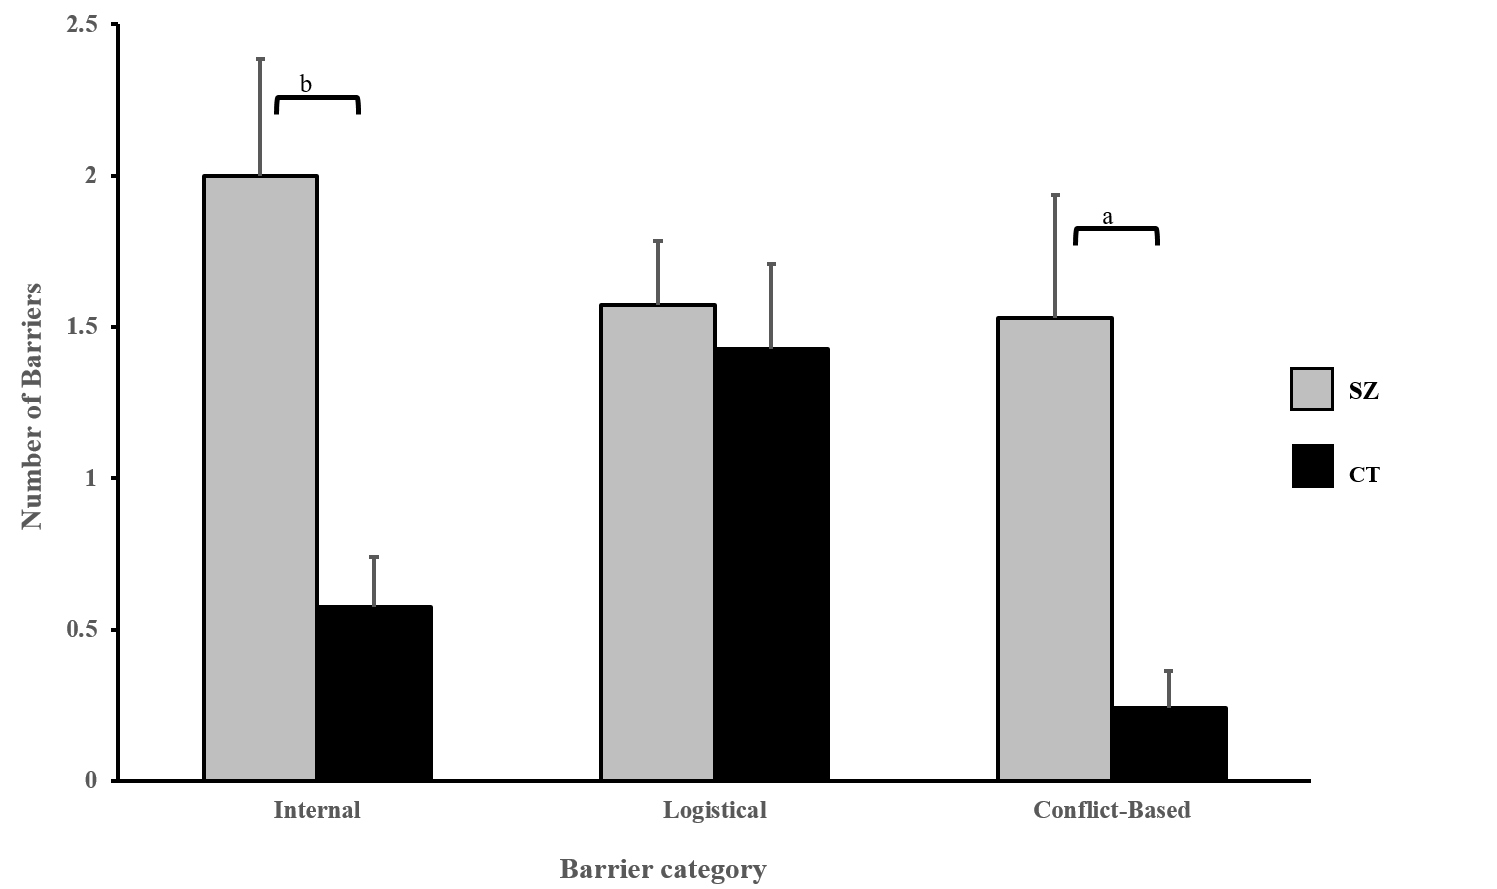 2.5
b
2
a
1.5
SZ
1
CT
0.5
0
Number of Barriers
Internal
Logistical
Conflict-Based
Barrier category